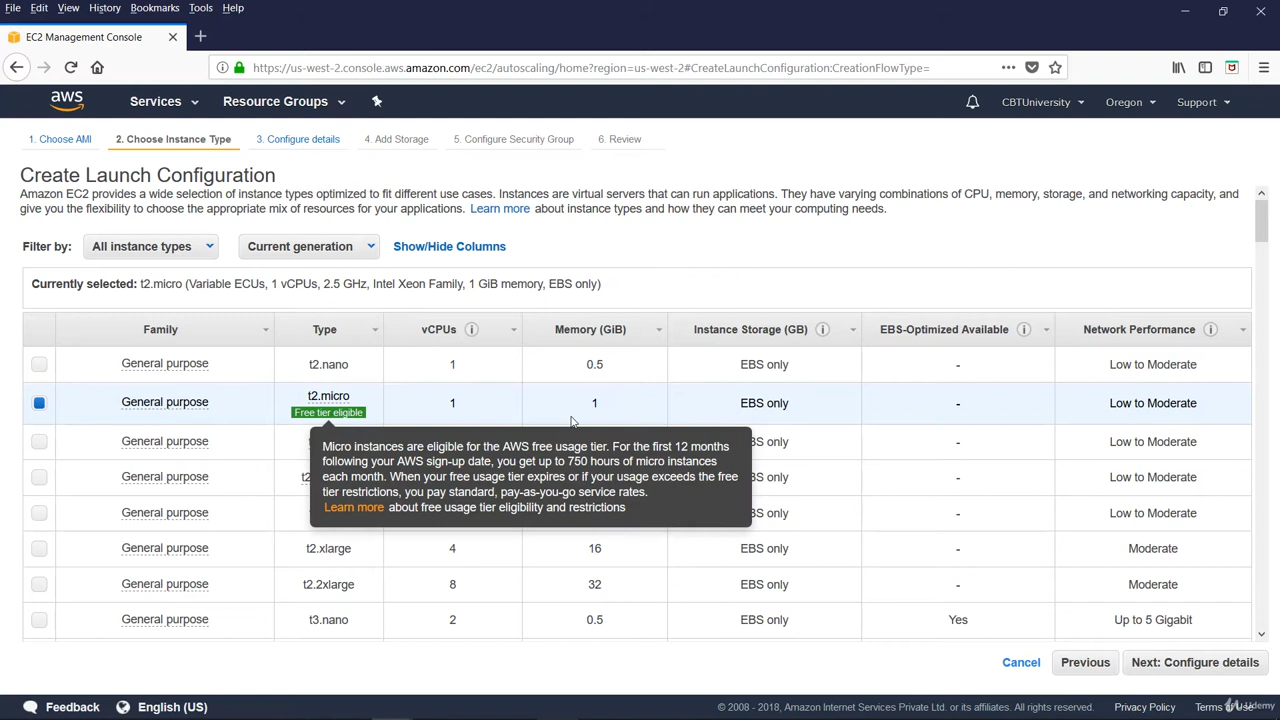 File Edit View History Bookmarks Tools Help
EC2 Management Console
https://us-west-2.console.aws.amazon.com/ec2/autoscaling/home?region=us-west-2#CreateLaunchConfiguration:CreationFlowType=
aws Services Resource Groups CBTUniversity Oregon Support
1. Choose AMI 2. Choose Instance Type 3. Configure details 4. Add Storage 5. Configure Security Group 6. Review
Create Launch Configuration
Amazon EC2 provides a wide selection of instance types optimized to fit different use cases. Instances are virtual servers that can run applications. They have varying combinations of CPU, memory, storage, and networking capacity, and
give you the flexibility to choose the appropriate mix of resources for your applications. Learn more about instance types and how they can meet your computing needs.
Filter by: All instance types Current generation Show/Hide Columns
Currently selected: t2.micro (Variable ECUs, 1 vCPUs, 2.5 GHz, Intel Xeon Family, 1 GiB memory, EBS only)
Family Type vCPUs Memory (GiB) Instance Storage (GB) EBS-Optimized Available Network Performance
General purpose t2.nano 1 0.5 EBS only - Low to Moderate
General purpose t2.micro 1 1 EBS only - Low to Moderate
Free tier eligible
General purpose EBS only - Low to Moderate
General purpose EBS only - Low to Moderate
General purpose EBS only - Low to Moderate
Micro instances are eligible for the AWS free usage tier. For the first 12 months
following your AWS sign-up date, you get up to 750 hours of micro instances
each month. When your free usage tier expires or if your usage exceeds the free
tier restrictions, you pay standard, pay-as-you-go service rates.
Learn more about free usage tier eligibility and restrictions
General purpose t2.xlarge 4 16 EBS only - Moderate
General purpose t2.2xlarge 8 32 EBS only - Moderate
General purpose t3.nano 2 0.5 EBS only Yes Up to 5 Gigabit
Cancel Previous Next: Configure details
Feedback English (US) © 2008 - 2018, Amazon Internet Services Private Ltd. or its affiliates. All rights reserved. Privacy Policy Terms of Use
Udemy